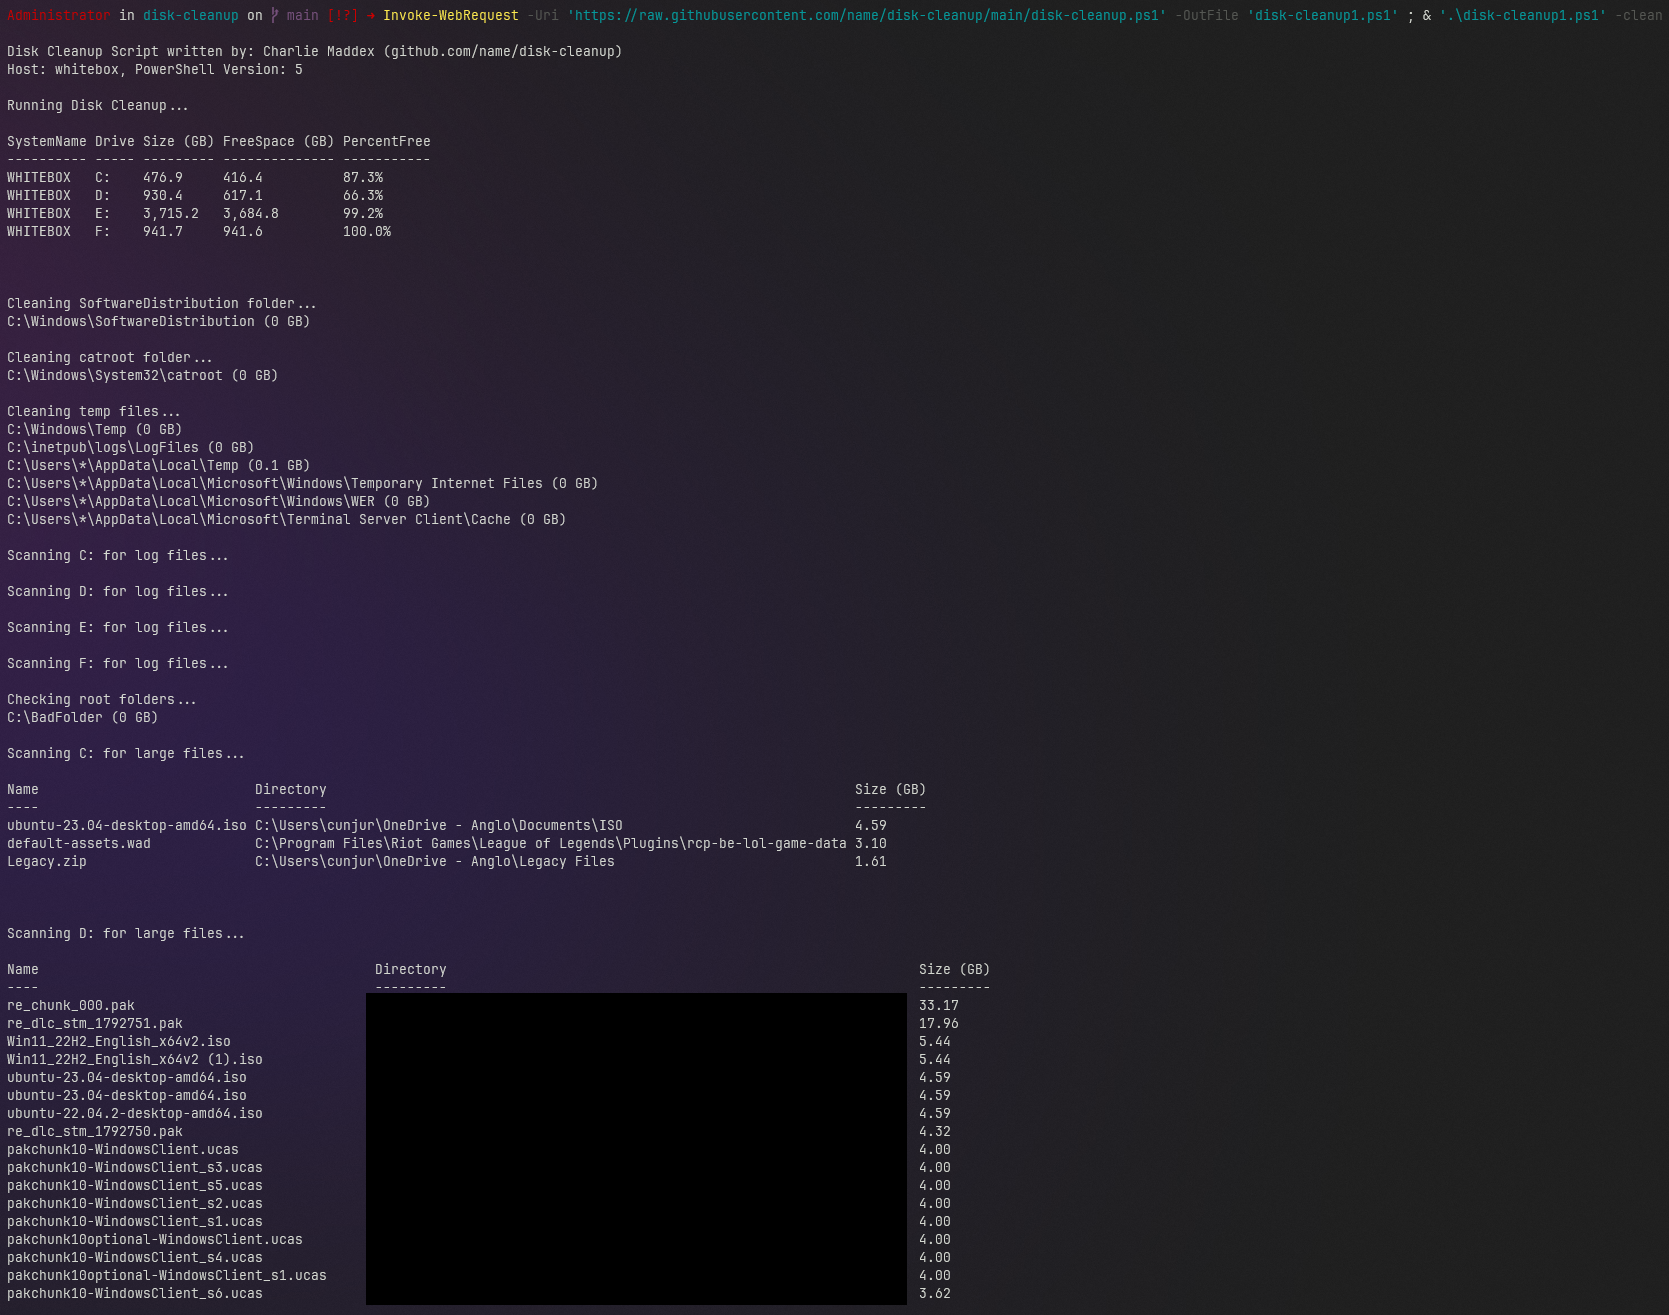 Administrator in disk-cleanup on main [!?] → Invoke-WebRequest -Uri 'https://raw.githubusercontent.com/name/disk-cleanup/main/disk-cleanup.ps1' -OutFile 'disk-cleanup1.ps1' ; & '.\disk-cleanup1.ps1' -clean
Disk Cleanup Script written by: Charlie Maddex (github.com/name/disk-cleanup)
Host: whitebox, PowerShell Version: 5
Running Disk Cleanup...
SystemName Drive Size (GB) FreeSpace (GB) PercentFree
---------- ----- --------- -------------- -----------
WHITEBOX   C:    476.9     416.4          87.3%
WHITEBOX   D:    930.4     617.1          66.3%
WHITEBOX   E:    3,715.2   3,684.8        99.2%
WHITEBOX   F:    941.7     941.6          100.0%
Cleaning SoftwareDistribution folder...
C:\Windows\SoftwareDistribution (0 GB)
Cleaning catroot folder...
C:\Windows\System32\catroot (0 GB)
Cleaning temp files...
C:\Windows\Temp (0 GB)
C:\inetpub\logs\LogFiles (0 GB)
C:\Users\*\AppData\Local\Temp (0.1 GB)
C:\Users\*\AppData\Local\Microsoft\Windows\Temporary Internet Files (0 GB)
C:\Users\*\AppData\Local\Microsoft\Windows\WER (0 GB)
C:\Users\*\AppData\Local\Microsoft\Terminal Server Client\Cache (0 GB)
Scanning C: for log files...
Scanning D: for log files...
Scanning E: for log files...
Scanning F: for log files...
Checking root folders...
C:\BadFolder (0 GB)
Scanning C: for large files...
Name                           Directory                                                                  Size (GB)
----                           ---------                                                                  ---------
ubuntu-23.04-desktop-amd64.iso C:\Users\cunjur\OneDrive - Anglo\Documents\ISO                             4.59
default-assets.wad             C:\Program Files\Riot Games\League of Legends\Plugins\rcp-be-lol-game-data 3.10
Legacy.zip                     C:\Users\cunjur\OneDrive - Anglo\Legacy Files                              1.61
Scanning D: for large files...
Name                                          Directory                                                           Size (GB)
----                                          ---------                                                           ---------
re_chunk_000.pak 33.17
re_dlc_stm_1792751.pak 17.96
Win11_22H2_English_x64v2.iso 5.44
Win11_22H2_English_x64v2 (1).iso 5.44
ubuntu-23.04-desktop-amd64.iso 4.59
ubuntu-23.04-desktop-amd64.iso 4.59
ubuntu-22.04.2-desktop-amd64.iso 4.59
re_dlc_stm_1792750.pak 4.32
pakchunk10-WindowsClient.ucas 4.00
pakchunk10-WindowsClient_s3.ucas 4.00
pakchunk10-WindowsClient_s5.ucas 4.00
pakchunk10-WindowsClient_s2.ucas 4.00
pakchunk10-WindowsClient_s1.ucas 4.00
pakchunk10optional-WindowsClient.ucas 4.00
pakchunk10-WindowsClient_s4.ucas 4.00
pakchunk10optional-WindowsClient_s1.ucas 4.00
pakchunk10-WindowsClient_s6.ucas 3.62